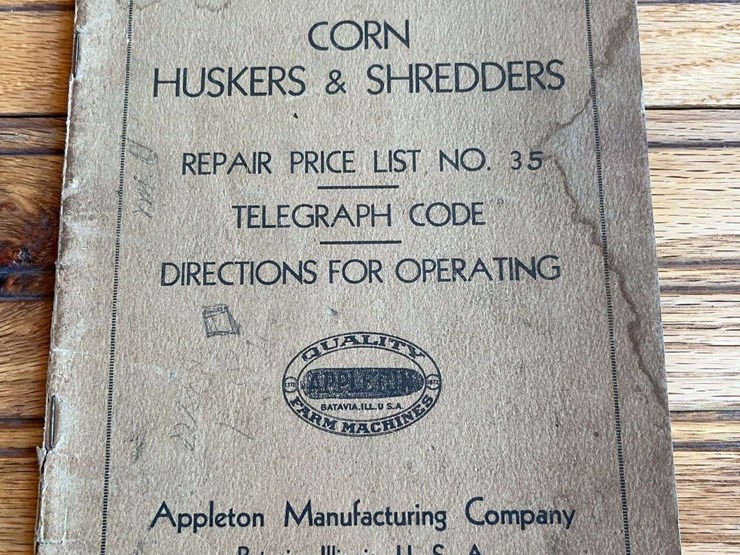 CORN
HUSKERS & SHREDDERS
REPAIR PRICE LIST NO. 35
TELEGRAPH CODE
DIRECTIONS FOR OPERATING
QUALITY
APPLETON
BATAVIA.ILL.U.S.A.
FARM MACHINES
Appleton Manufacturing Company